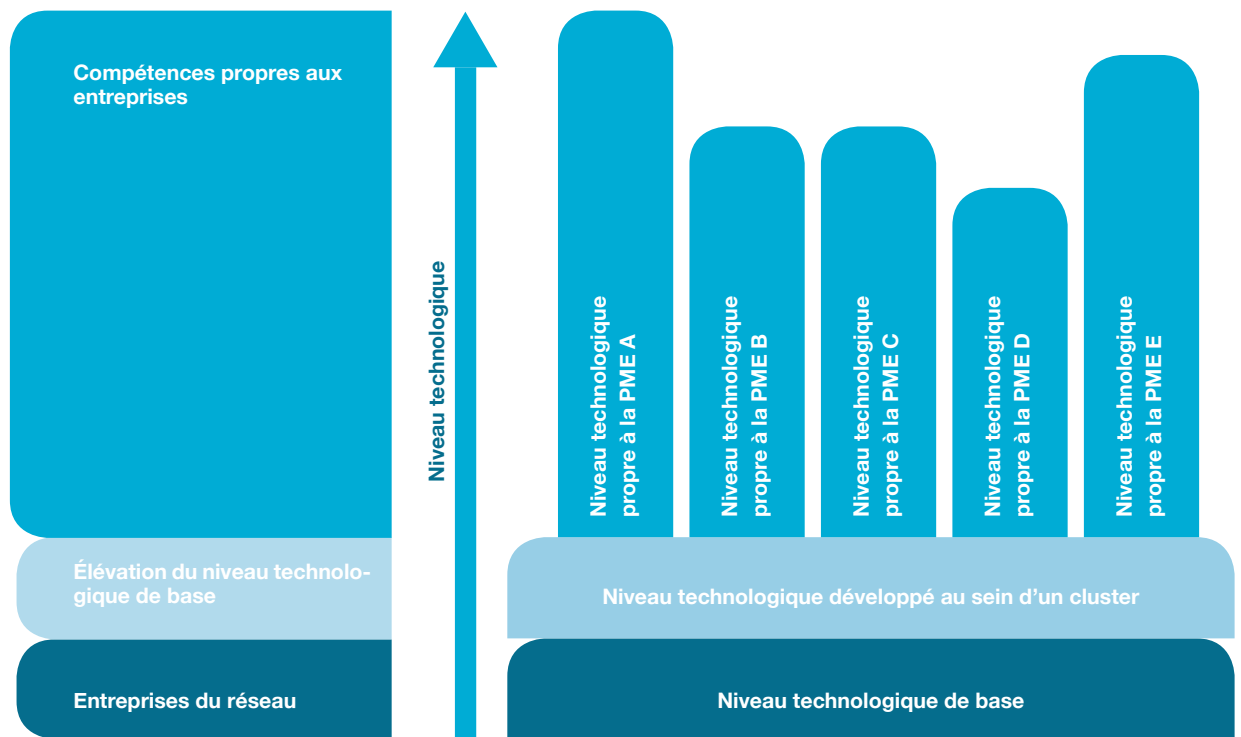 Compétences propres aux
entreprises
Élévation du niveau technolo-
gique de base
Entreprises du réseau
Niveau technologique
Niveau technologique
propre à la PME A
Niveau technologique
propre à la PME B
Niveau technologique
propre à la PME C
Niveau technologique
propre à la PME D
Niveau technologique
propre à la PME E
Niveau technologique développé au sein d’un cluster
Niveau technologique de base